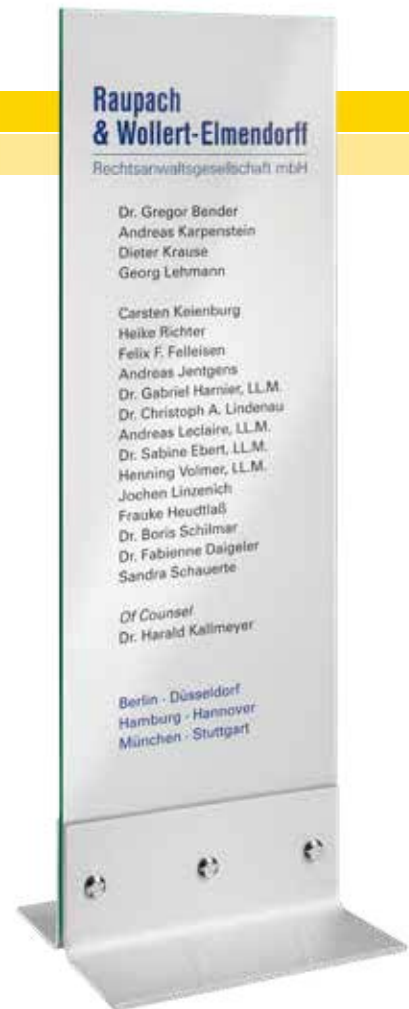 Raupach
& Wollert-Elmendorff
Rechtsanwaltsgesellschaft mbH
Dr. Gregor Bender
Andreas Karpenstein
Dieter Krause
Georg Lehmann
Carsten Keienburg
Heike Richter
Felix F. Felleisen
Andreas Jentgens
Dr. Gabriel Harnier, LL.M.
Dr. Christoph A. Lindenau
Andreas Leclaire, LL.M.
Dr. Sabine Ebert, LL.M.
Henning Volmer, LL.M.
Jochen Linzenich
Frauke Heudtlaß
Dr. Boris Schilmar
Dr. Fabienne Daigeler
Sandra Schauerte
Of Counsel
Dr. Harald Kallmeyer
Berlin · Düsseldorf
Hamburg · Hannover
München · Stuttgart